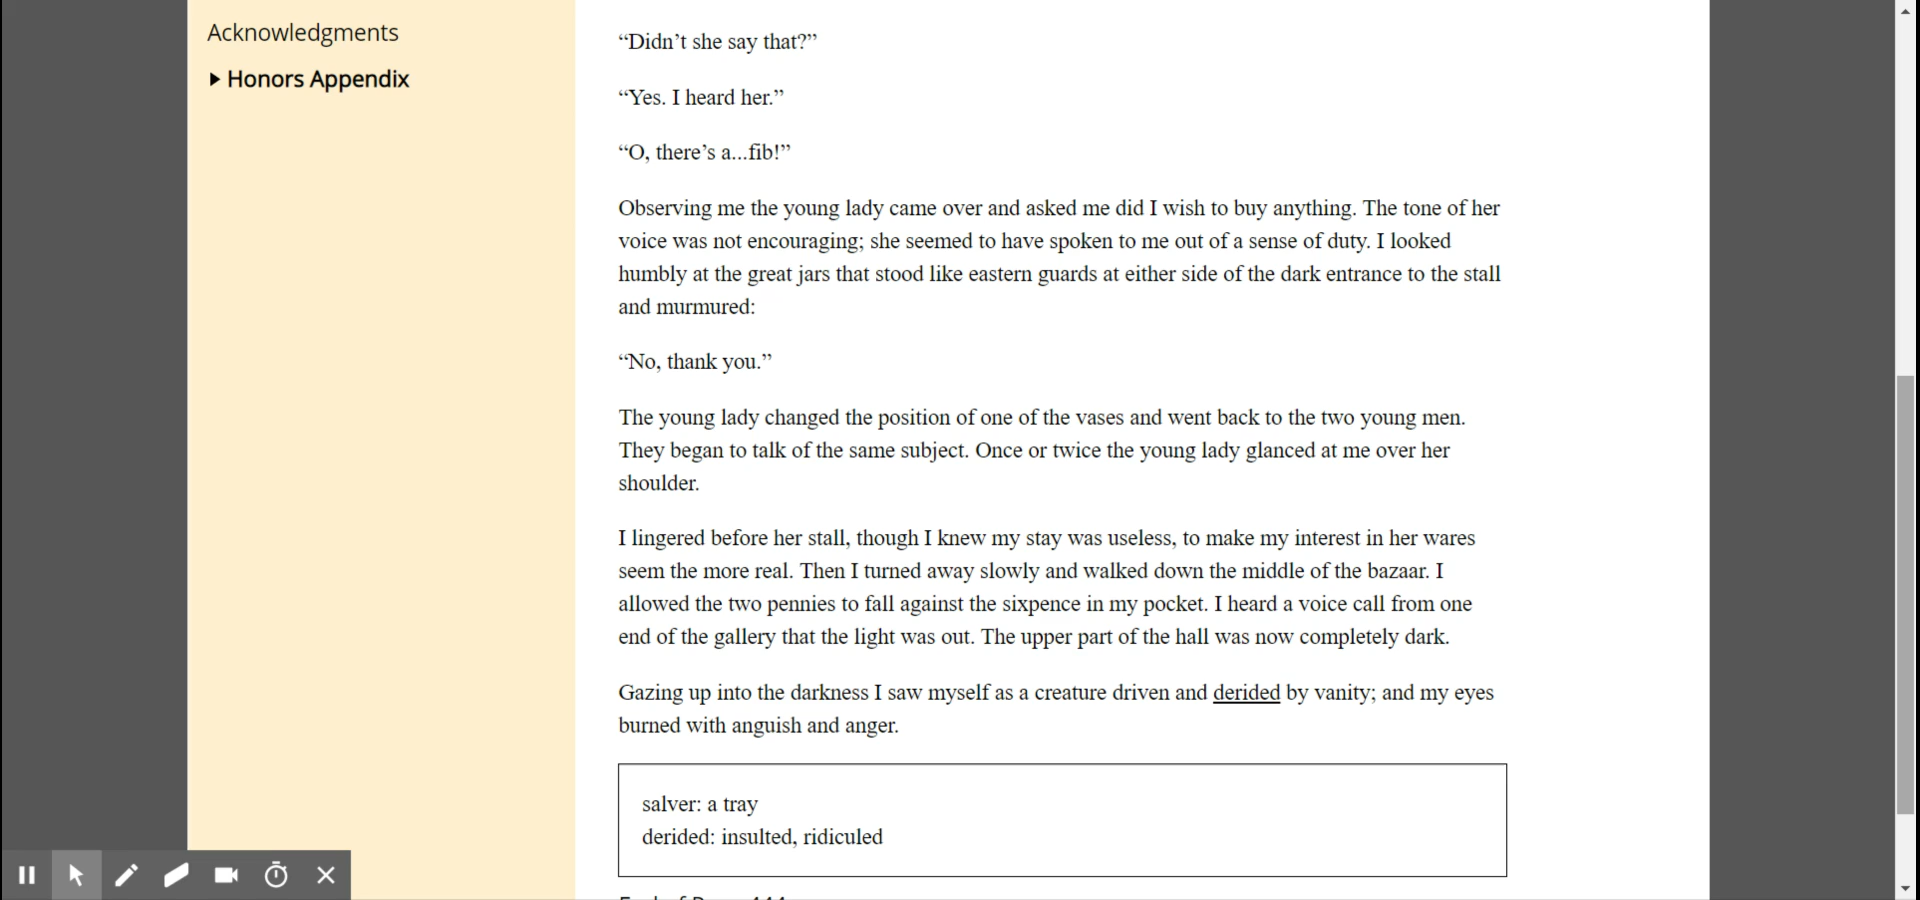 Acknowledgments
Honors Appendix
“Didn’t she say that?”
“Yes. I heard her.”
“O, there’s a...fib!”
Observing me the young lady came over and asked me did I wish to buy anything. The tone of her
voice was not encouraging; she seemed to have spoken to me out of a sense of duty. I looked
humbly at the great jars that stood like eastern guards at either side of the dark entrance to the stall
and murmured:
“No, thank you.”
The young lady changed the position of one of the vases and went back to the two young men.
They began to talk of the same subject. Once or twice the young lady glanced at me over her
shoulder.
I lingered before her stall, though I knew my stay was useless, to make my interest in her wares
seem the more real. Then I turned away slowly and walked down the middle of the bazaar. I
allowed the two pennies to fall against the sixpence in my pocket. I heard a voice call from one
end of the gallery that the light was out. The upper part of the hall was now completely dark.
Gazing up into the darkness I saw myself as a creature driven and derided by vanity; and my eyes
burned with anguish and anger.
salver: a tray
derided: insulted, ridiculed